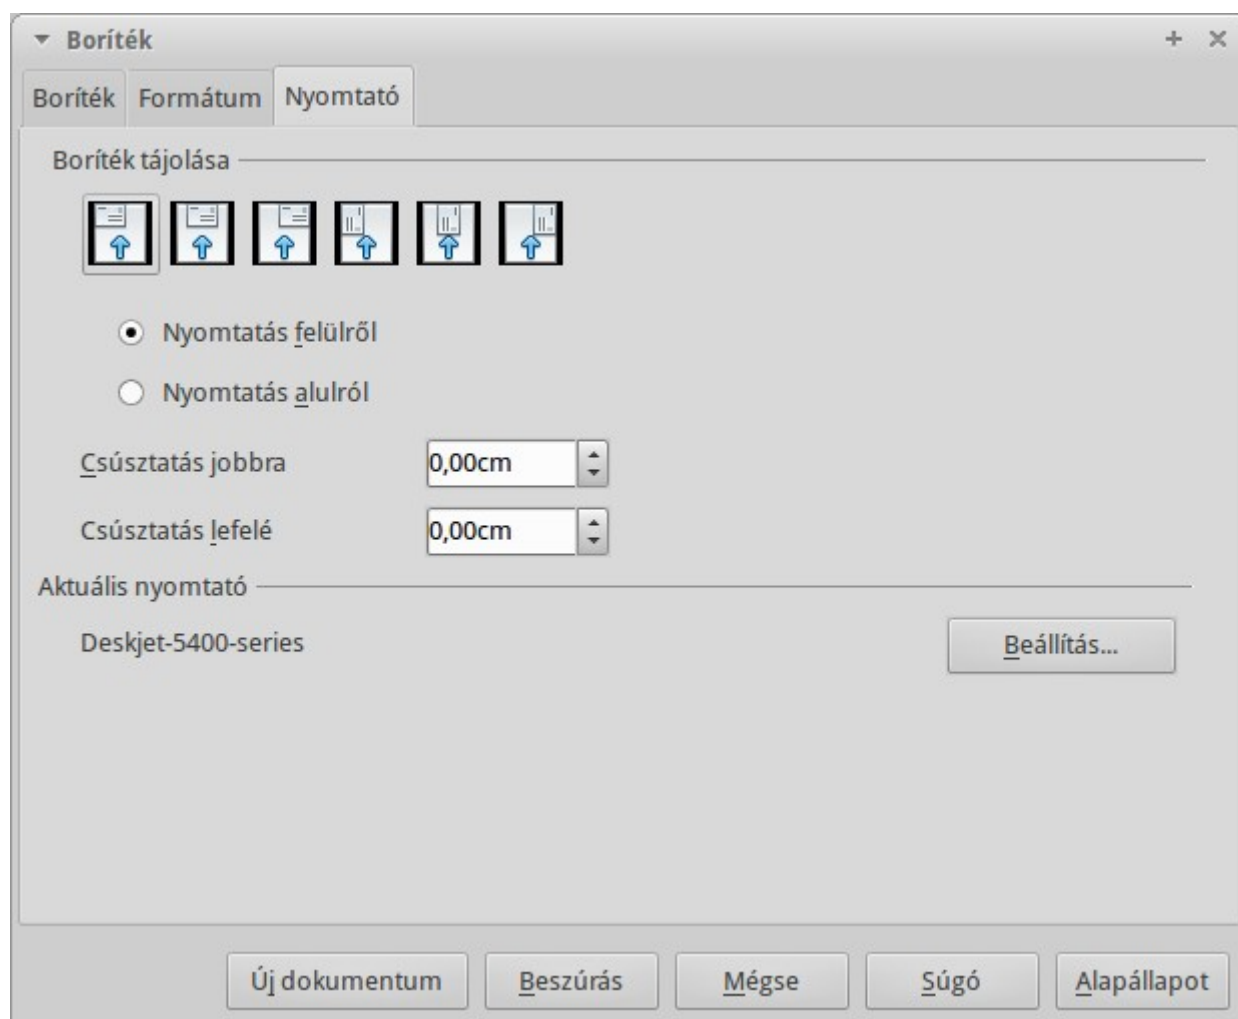 Boríték
Boríték Formátum Nyomtató
Boríték tájolása
Nyomtatás felülről
Nyomtatás alulról
Csúsztatás jobbra 0,00cm
Csúsztatás lefelé 0,00cm
Aktuális nyomtató
Deskjet-5400-series Beállítás...
Új dokumentum Beszúrás Mégse Súgó Alapállapot